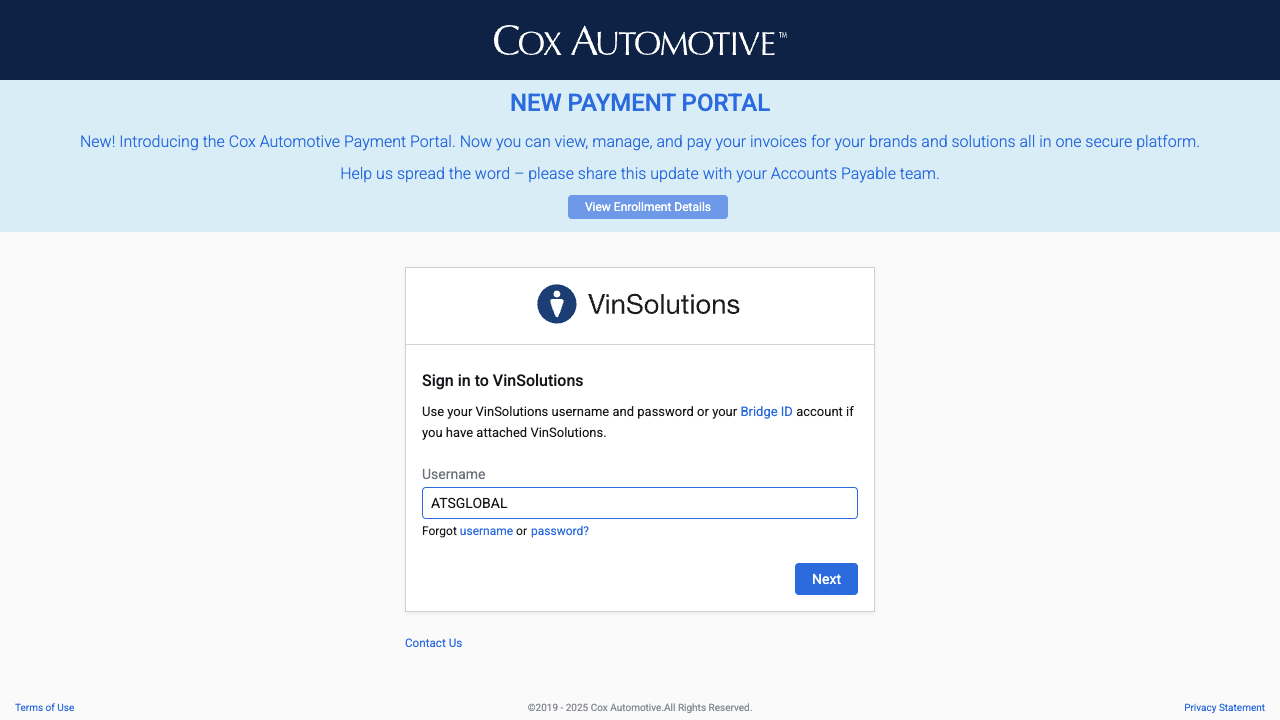 COX AUTOMOTIVE™
NEW PAYMENT PORTAL
New! Introducing the Cox Automotive Payment Portal. Now you can view, manage, and pay your invoices for your brands and solutions all in one secure platform.
Help us spread the word – please share this update with your Accounts Payable team.
View Enrollment Details
VinSolutions
Sign in to VinSolutions
Use your VinSolutions username and password or your Bridge ID account if
you have attached VinSolutions.
Username
ATSGLOBAL
Forgot username or password?
Next
Contact Us
Terms of Use
©2019 - 2025 Cox Automotive.All Rights Reserved.
Privacy Statement